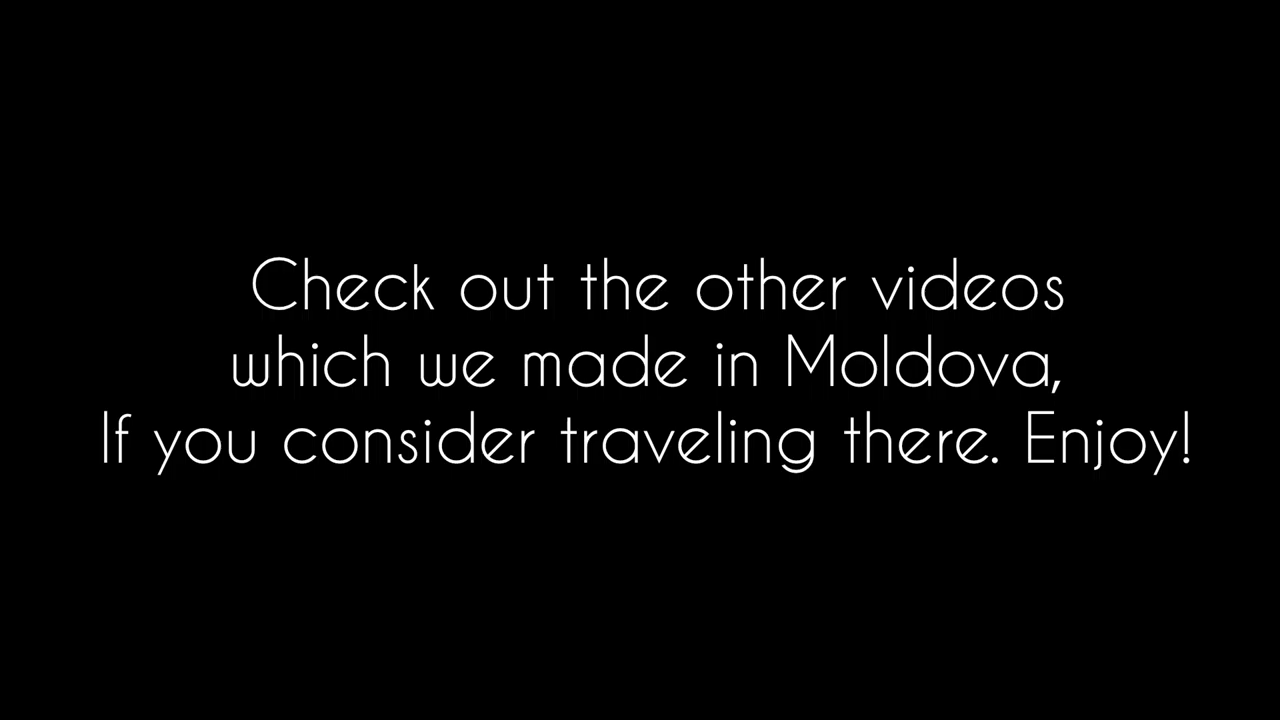 Check out the other videos
which we made in Moldova,
If you consider traveling there. Enjoy!